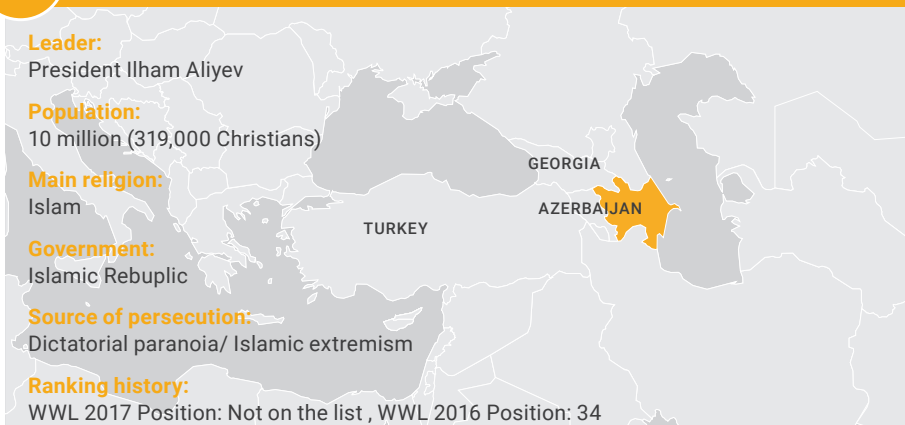 Leader:
President Ilham Aliyev
Population:
10 million (319,000 Christians)
Main religion:
Islam
Government:
Islamic Rebuplic
Source of persecution:
Dictatorial paranoia/ Islamic extremism
Ranking history:
WWL 2017 Position: Not on the list , WWL 2016 Position: 34
GEORGIA
AZERBAIJAN
TURKEY